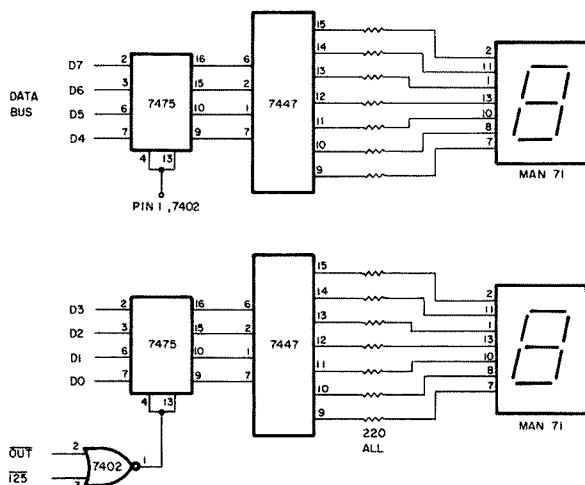 15
14
13
12
11
10
9
D7 2 16 6 2
D6 3 15 2 11
D5 6 10 1 1
D4 7 9 7 13
10
8
7
DATA
BUS
7475
7447
4 13
PIN 1, 7402
MAN 71
15
14
13
12
11
10
9
D3 2 16 6 2
D2 3 15 2 11
D1 6 10 1 1
D0 7 9 7 13
10
8
7
7475
7447
4 13
220
ALL
MAN 71
OUT 2
7402 1
125 3